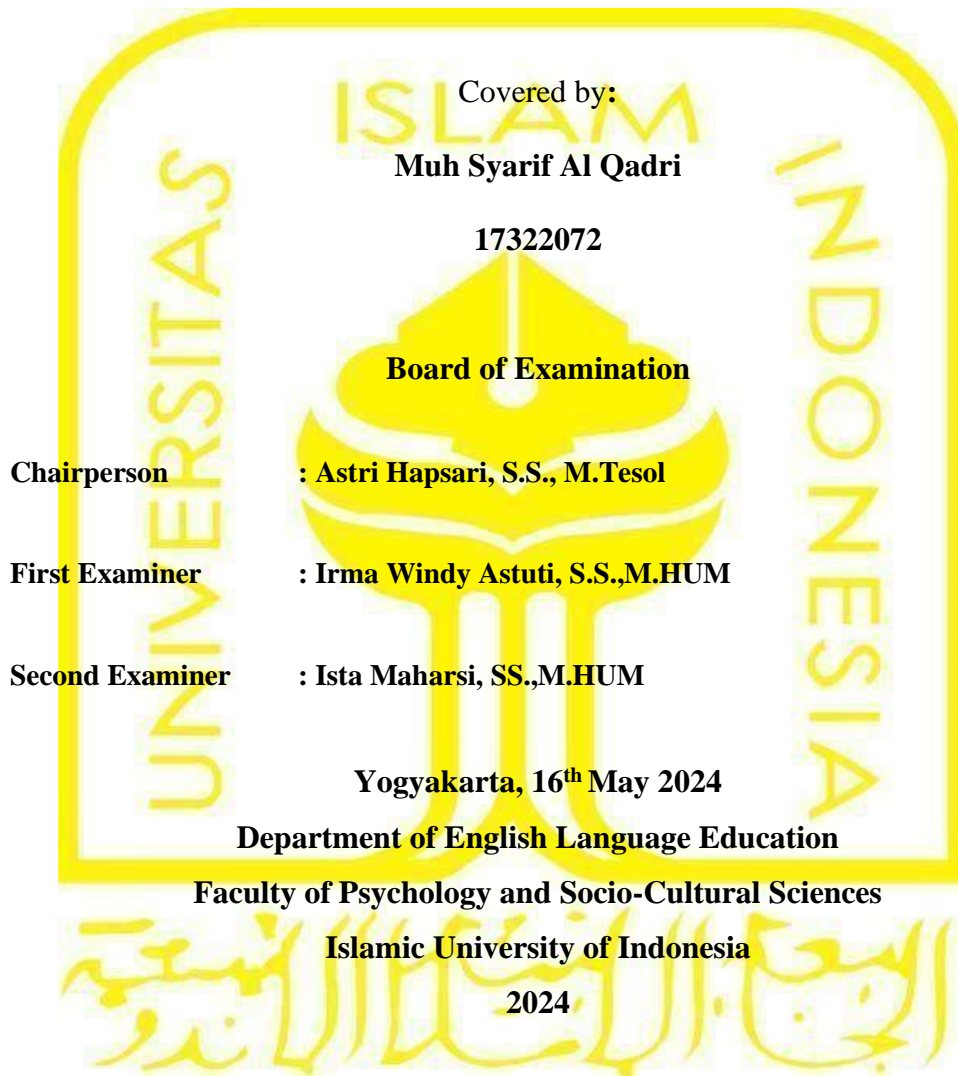 ISLAM
UNIVERSITAS
INDONESIA
Covered by:
Muh Syarif Al Qadri
17322072
Board of Examination
Chairperson : Astri Hapsari, S.S., M.Tesol
First Examiner : Irma Windy Astuti, S.S.,M.HUM
Second Examiner : Ista Maharsi, SS.,M.HUM
Yogyakarta, 16th May 2024
Department of English Language Education
Faculty of Psychology and Socio-Cultural Sciences
Islamic University of Indonesia
2024